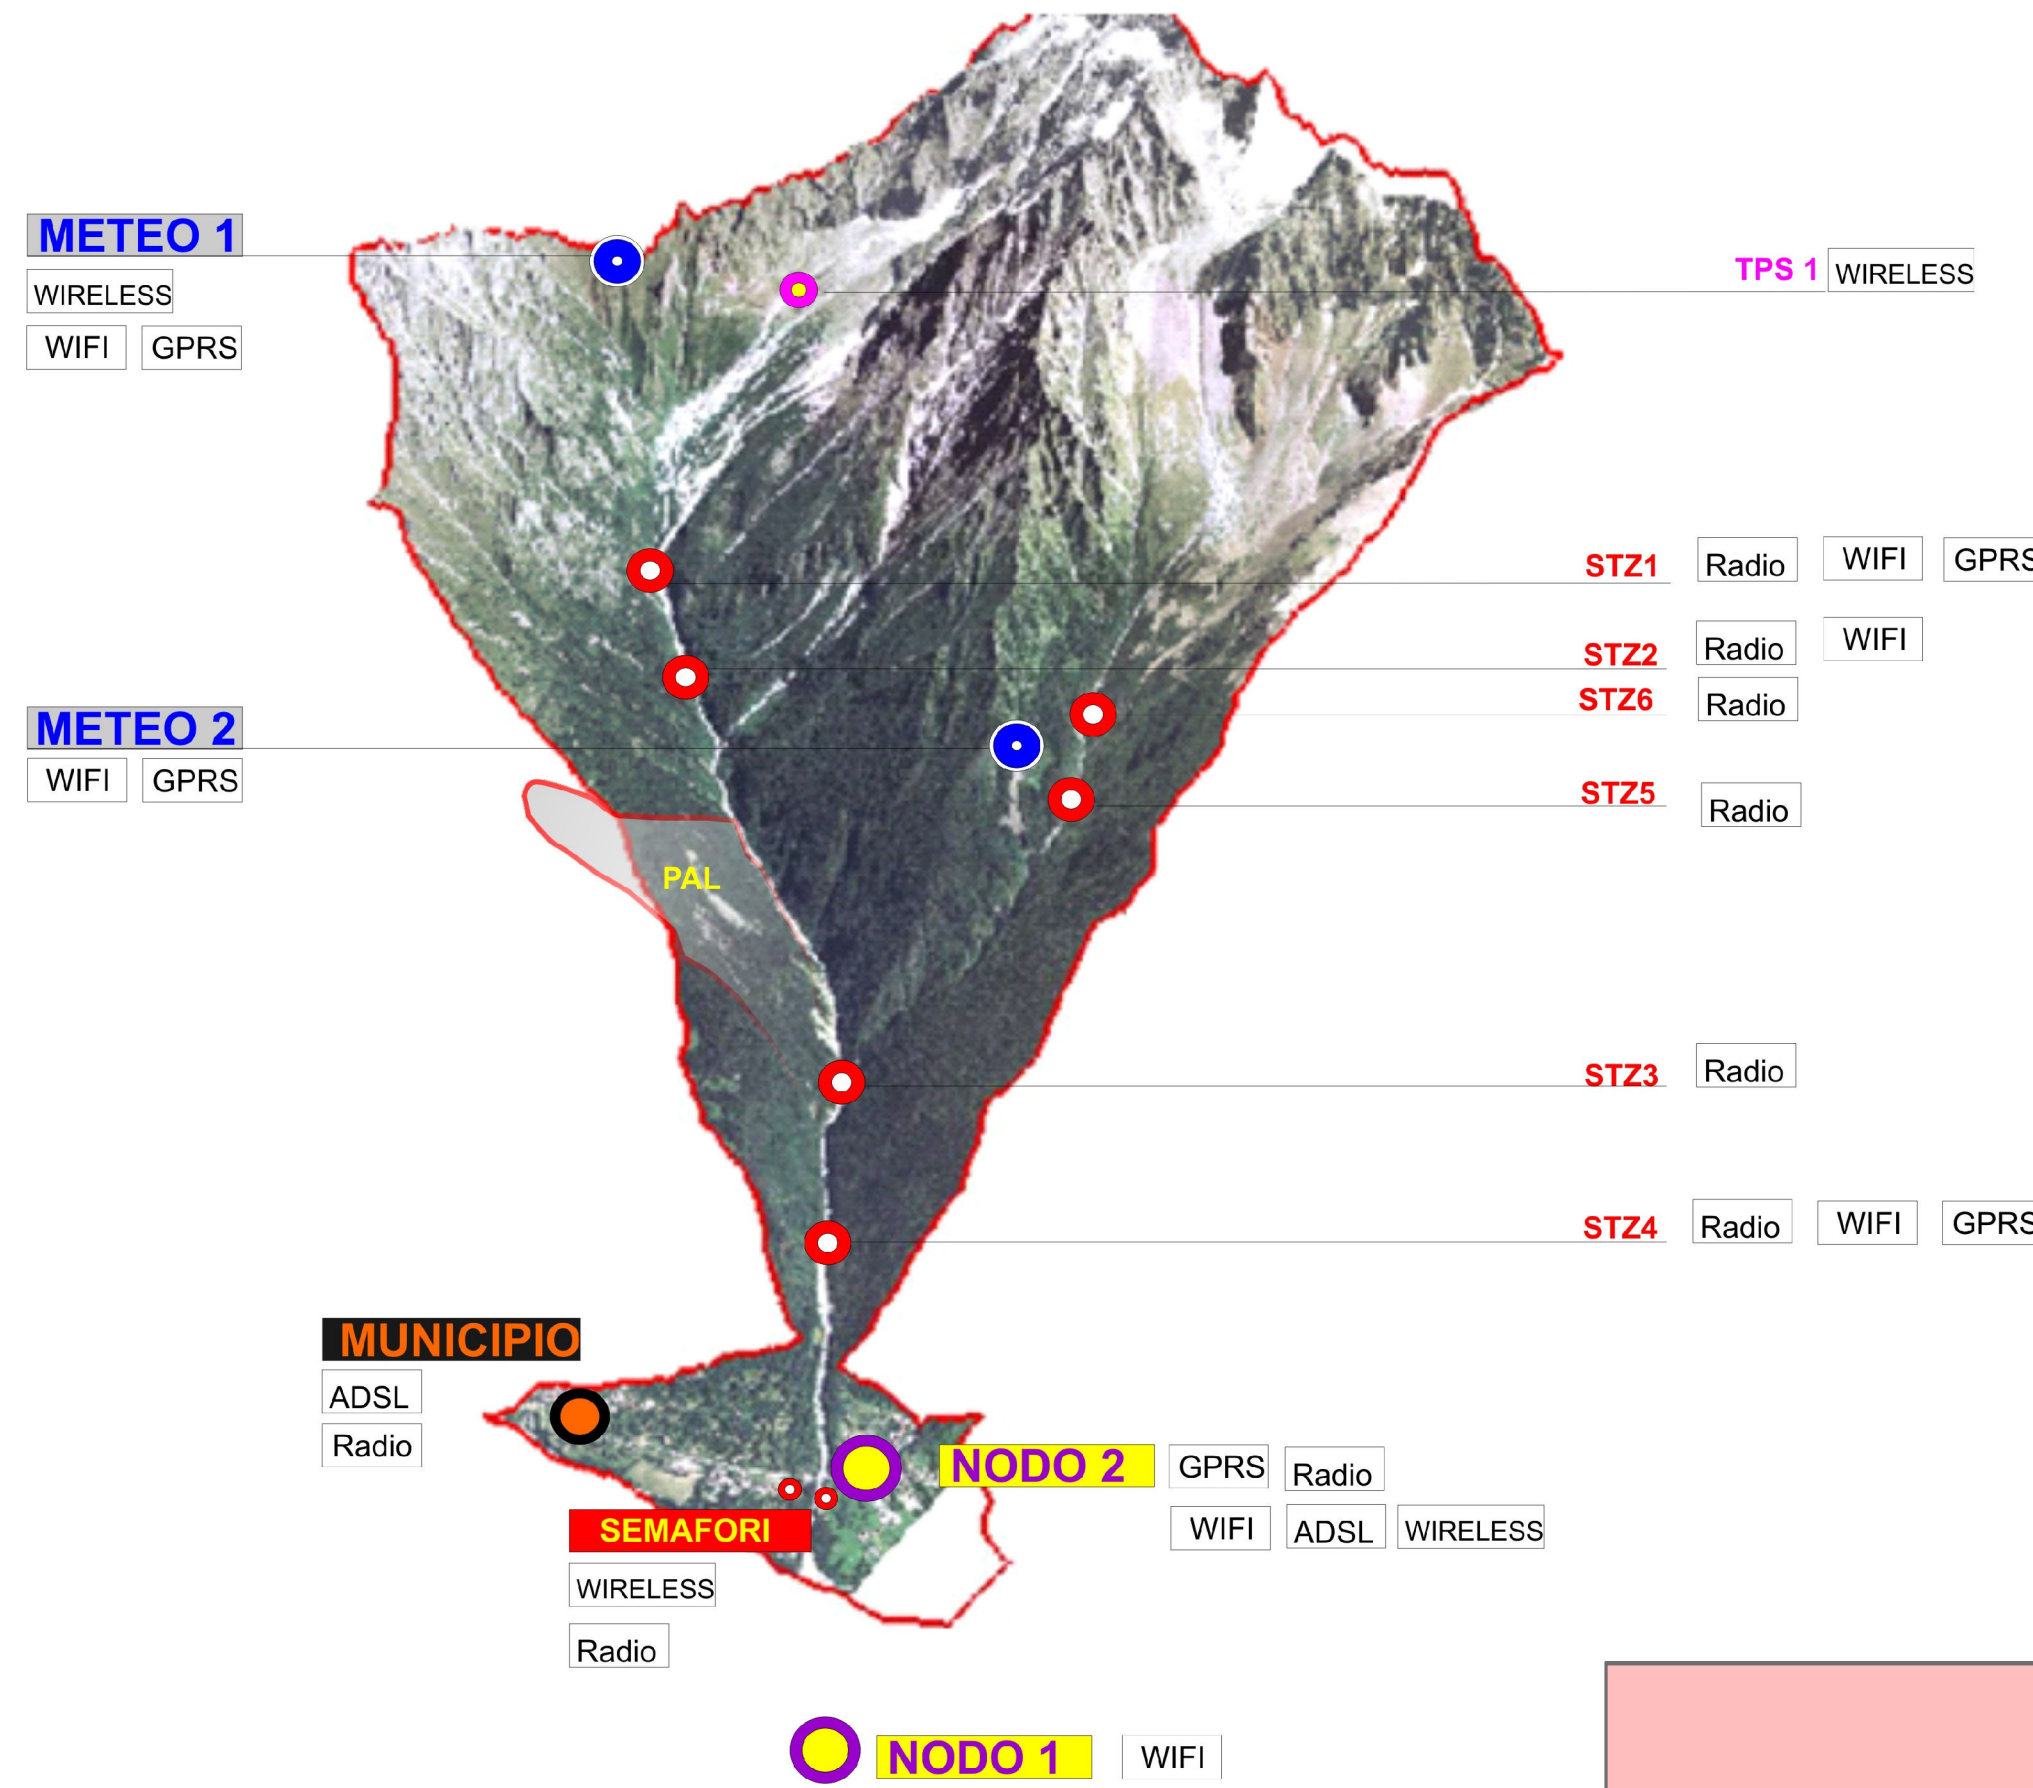 METEO 1
WIRELESS
WIFI GPRS
TPS 1 WIRELESS
STZ1 Radio WIFI GPRS
STZ2 Radio WIFI
STZ6 Radio
METEO 2
WIFI GPRS
STZ5 Radio
PAL
STZ3 Radio
STZ4 Radio WIFI GPRS
MUNICIPIO
ADSL
Radio
NODO 2 GPRS Radio
WIFI ADSL WIRELESS
SEMAFORI
WIRELESS
Radio
NODO 1 WIFI